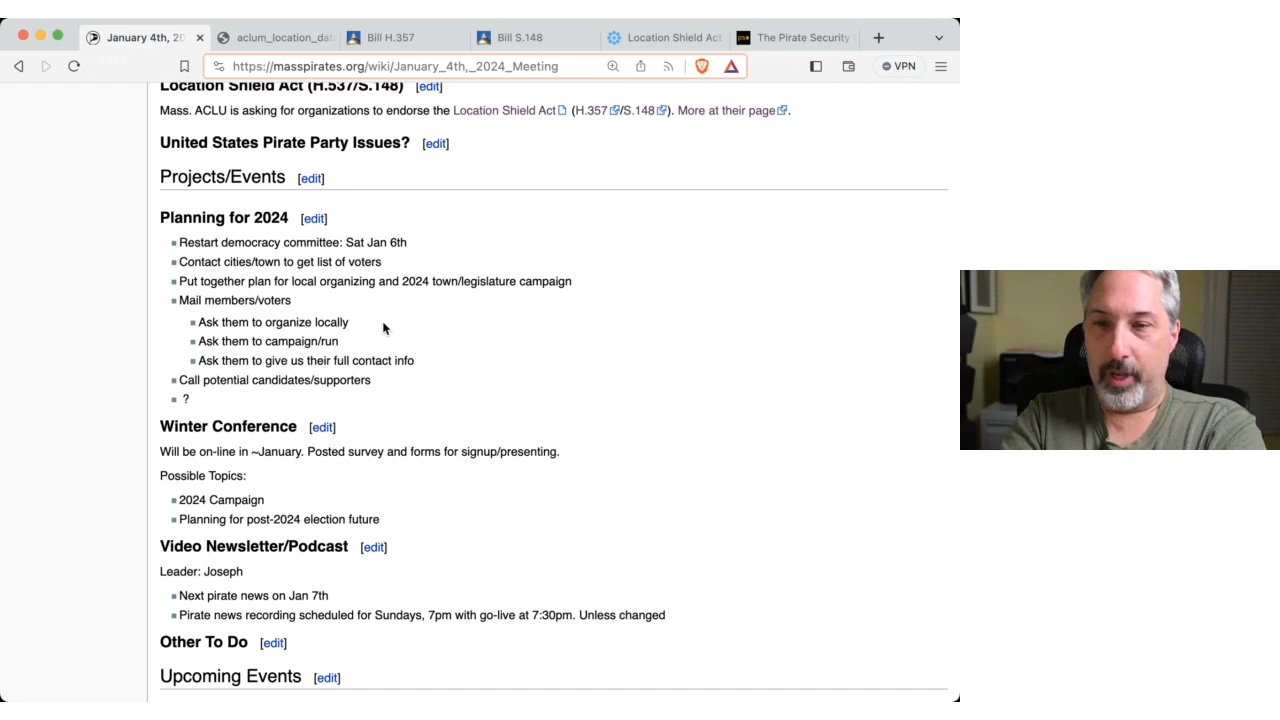 January 4th, 20
aclum_location_dat
Bill H.357
Bill S.148
Location Shield Act
The Pirate Security
https://masspirates.org/wiki/January_4th,_2024_Meeting
VPN
Location Shield Act (H.537/S.148) [edit]
Mass. ACLU is asking for organizations to endorse the Location Shield Act (H.357/S.148). More at their page.
United States Pirate Party Issues? [edit]
Projects/Events [edit]
Planning for 2024 [edit]
Restart democracy committee: Sat Jan 6th
Contact cities/town to get list of voters
Put together plan for local organizing and 2024 town/legislature campaign
Mail members/voters
Ask them to organize locally
Ask them to campaign/run
Ask them to give us their full contact info
Call potential candidates/supporters
?
Winter Conference [edit]
Will be on-line in ~January. Posted survey and forms for signup/presenting.
Possible Topics:
2024 Campaign
Planning for post-2024 election future
Video Newsletter/Podcast [edit]
Leader: Joseph
Next pirate news on Jan 7th
Pirate news recording scheduled for Sundays, 7pm with go-live at 7:30pm. Unless changed
Other To Do [edit]
Upcoming Events [edit]